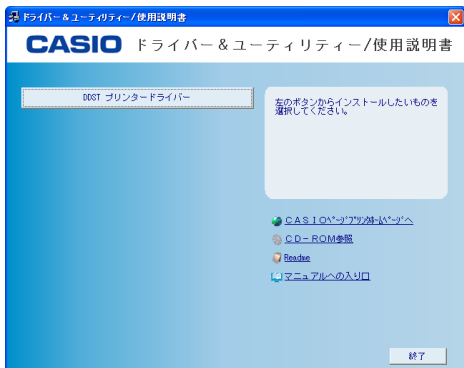 ドライバー＆ユーティリティー/使用説明書
CASIO ドライバー＆ユーティリティー/使用説明書
DDST プリンタードライバー
左のボタンからインストールしたいものを
選択してください。
ＣＡＳＩＯﾍﾟｰｼﾞﾌﾟﾘﾝﾀﾎｰﾑﾍﾟｰｼﾞへ
ＣＤ－ＲＯＭ参照
Readme
マニュアルへの入り口
終了